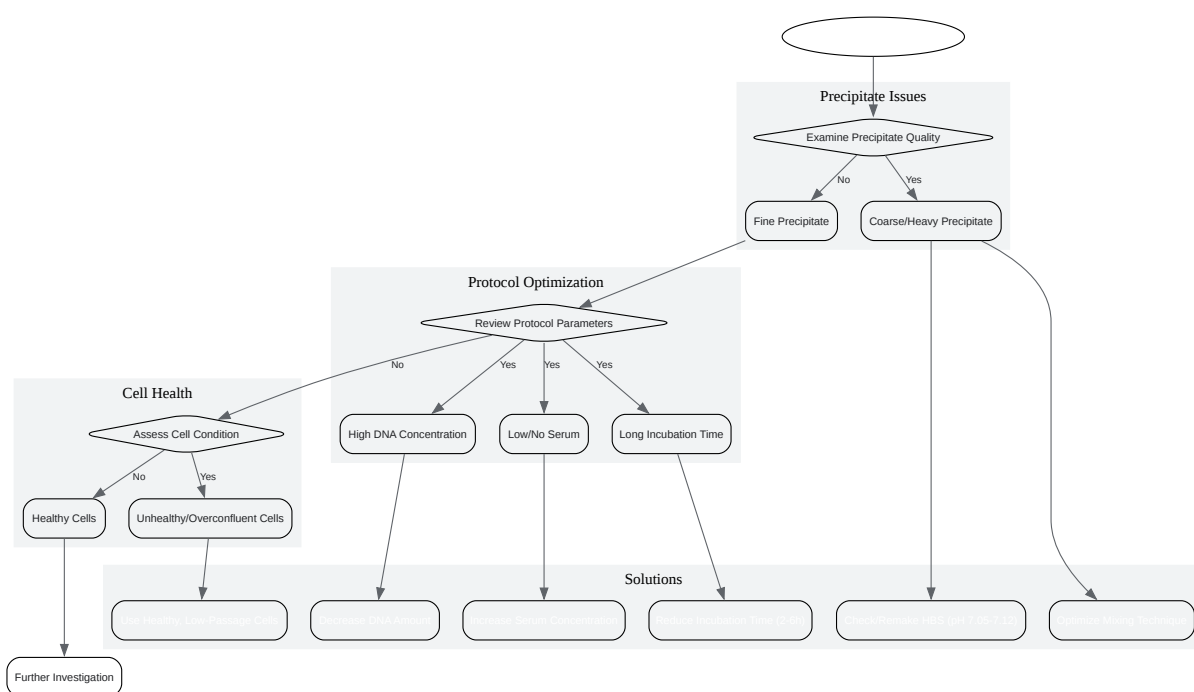 Precipitate Issues
Examine Precipitate Quality
No
Yes
Fine Precipitate
Coarse/Heavy Precipitate
Protocol Optimization
Review Protocol Parameters
No
Yes
Yes
Yes
Cell Health
Assess Cell Condition
High DNA Concentration
Low/No Serum
Long Incubation Time
No
Yes
Healthy Cells
Unhealthy/Overconfluent Cells
Solutions
Use Healthy, Low-Passage Cells
Decrease DNA Amount
Increase Serum Concentration
Reduce Incubation Time
Check/Remake HBS (pH 7.05-7.12)
Optimize Mixing Technique
Further Investigation